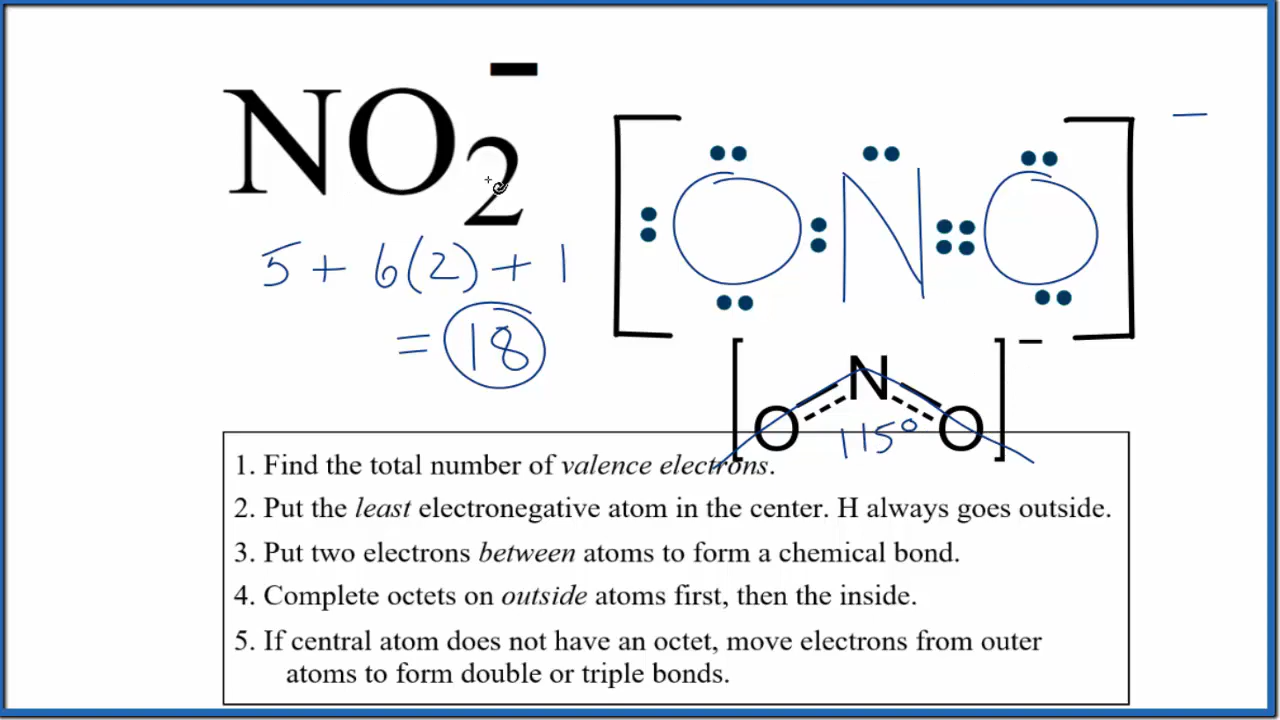 NO₂⁻
5 + 6(2) + 1
= 18
[O N O]⁻
[O N O]⁻
115°
1. Find the total number of valence electrons.
2. Put the least electronegative atom in the center. H always goes outside.
3. Put two electrons between atoms to form a chemical bond.
4. Complete octets on outside atoms first, then the inside.
5. If central atom does not have an octet, move electrons from outer
atoms to form double or triple bonds.